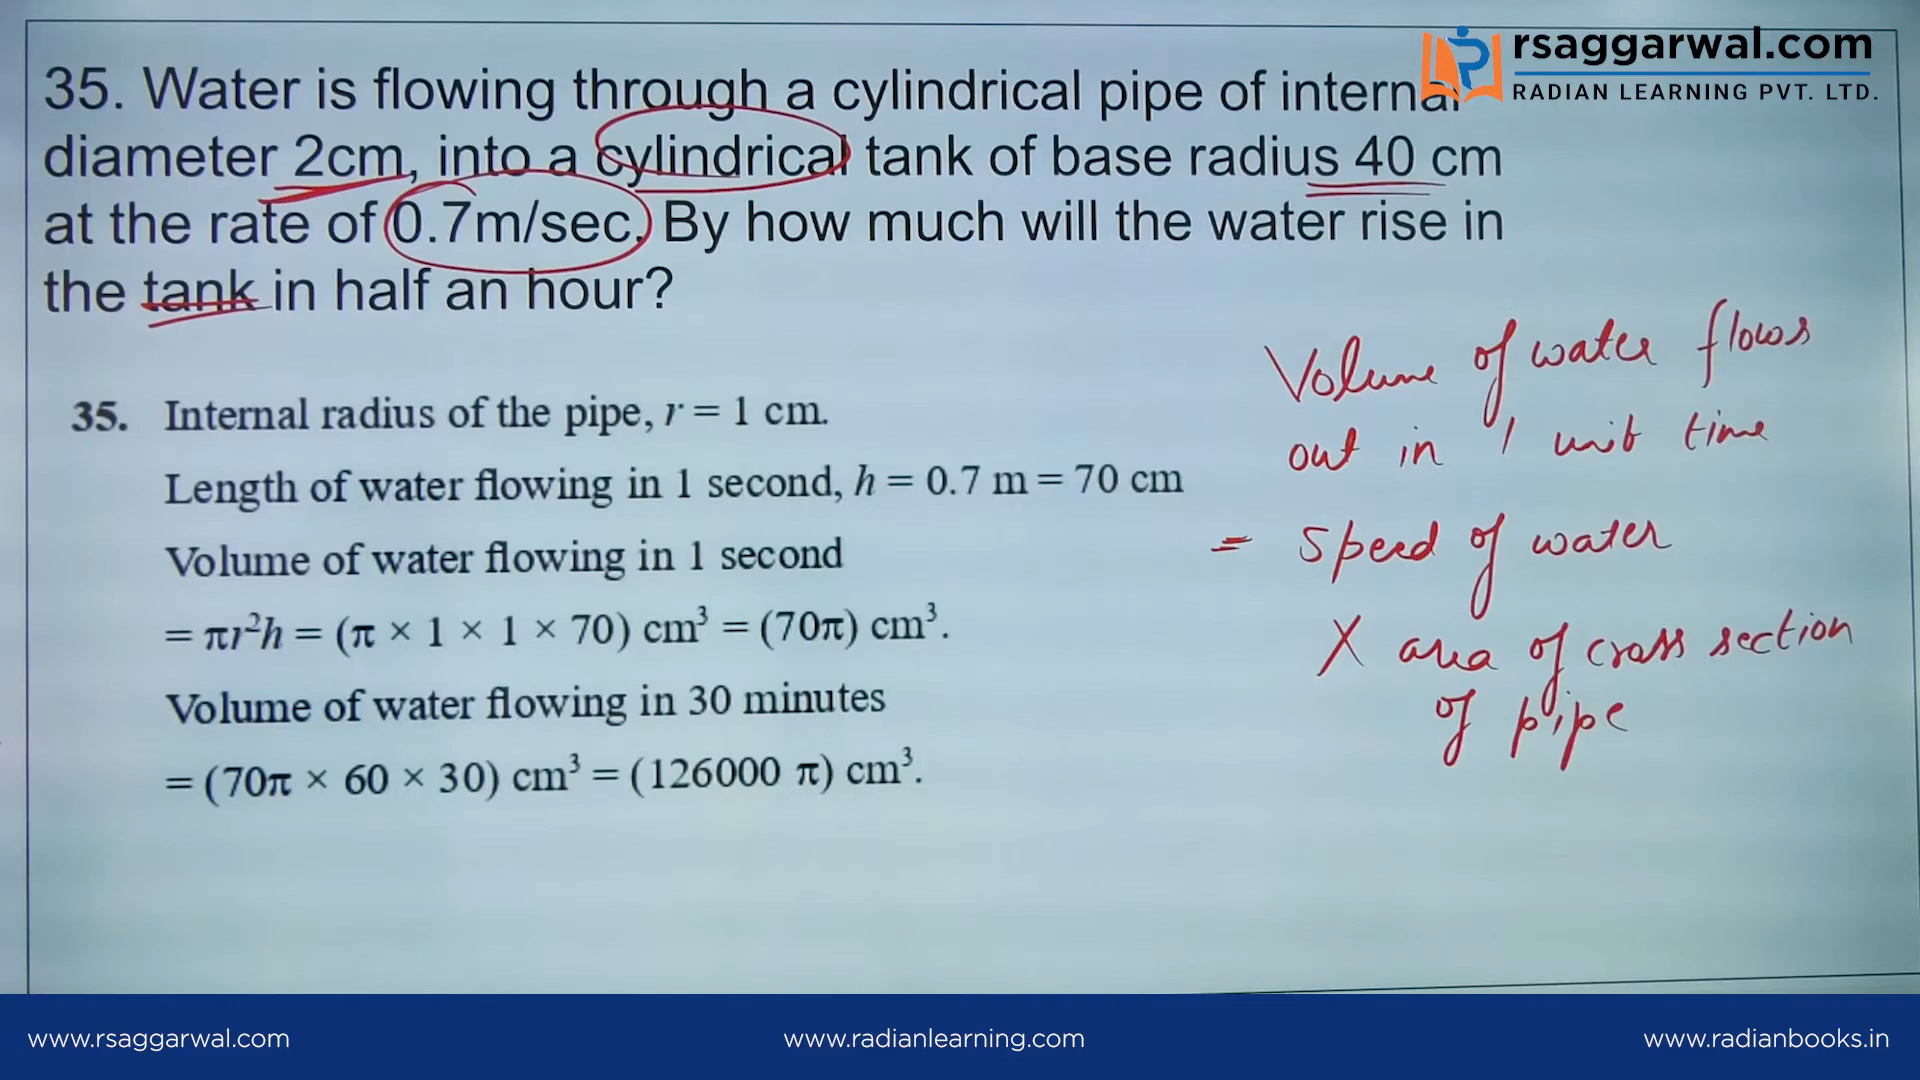 rsaggarwal.com
RADIAN LEARNING PVT. LTD.
35. Water is flowing through a cylindrical pipe of internal
diameter 2cm, into a cylindrical tank of base radius 40 cm
at the rate of 0.7m/sec. By how much will the water rise in
the tank in half an hour?
35. Internal radius of the pipe, r = 1 cm.
Length of water flowing in 1 second, h = 0.7 m = 70 cm
Volume of water flowing in 1 second
= πr²h = (π × 1 × 1 × 70) cm³ = (70π) cm³.
Volume of water flowing in 30 minutes
= (70π × 60 × 30) cm³ = (126000 π) cm³.
Volume of water flows
out in 1 unit time
= speed of water
X area of cross section
of pipe
www.rsaggarwal.com
www.radianlearning.com
www.radianbooks.in